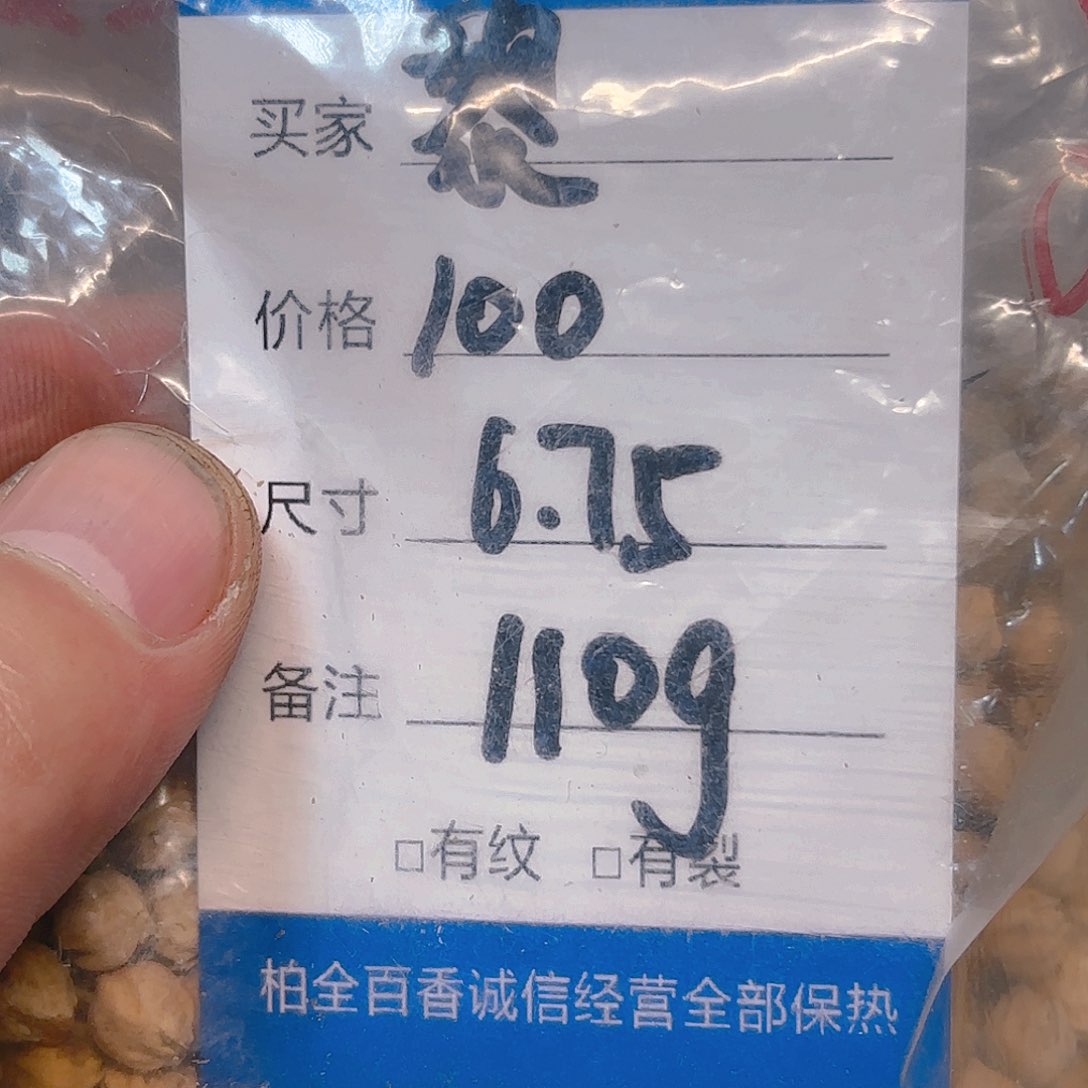 买家
价格 100
尺寸 6.75
备注 110g
□有纹 □有裂
柏全百香诚信经营全部保热